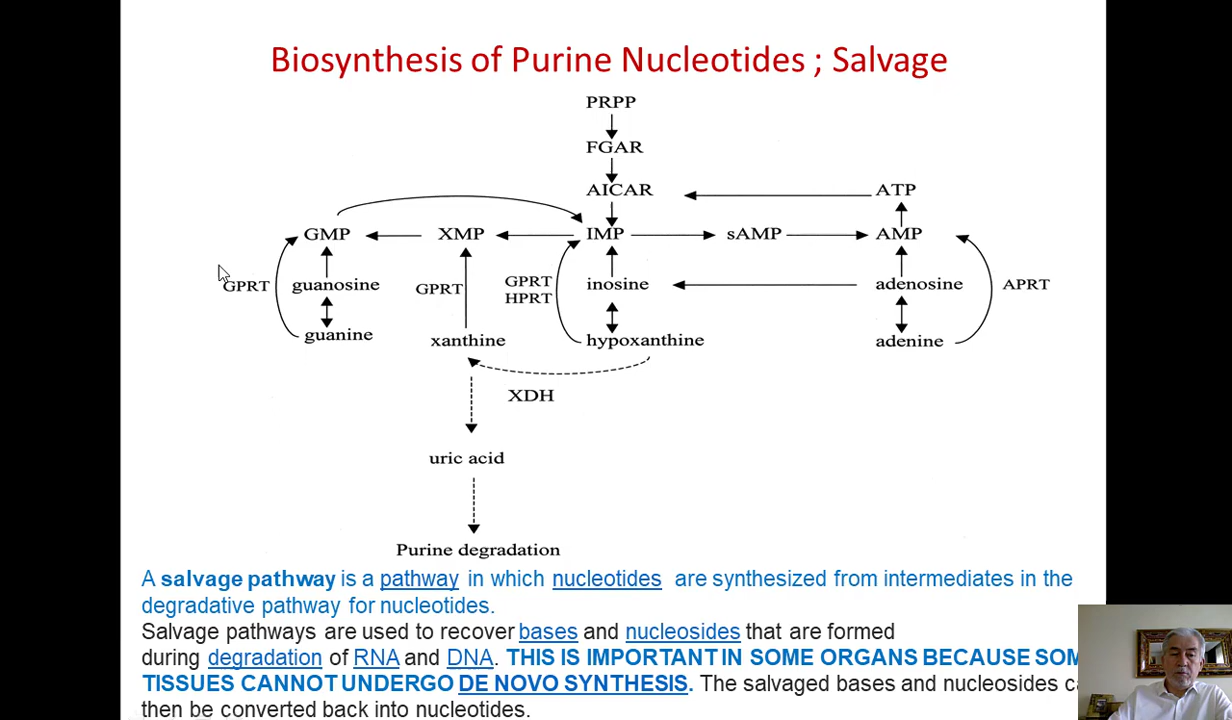 Biosynthesis of Purine Nucleotides ; Salvage
PRPP
FGAR
AICAR
ATP
GMP
XMP
IMP
sAMP
AMP
GPRT
guanosine
GPRT
GPRT
HPRT
inosine
adenosine
APRT
guanine
xanthine
hypoxanthine
adenine
XDH
uric acid
Purine degradation
A salvage pathway is a pathway in which nucleotides are synthesized from intermediates in the
degradative pathway for nucleotides.
Salvage pathways are used to recover bases and nucleosides that are formed
during degradation of RNA and DNA. THIS IS IMPORTANT IN SOME ORGANS BECAUSE SOM
TISSUES CANNOT UNDERGO DE NOVO SYNTHESIS. The salvaged bases and nucleosides c
then be converted back into nucleotides.